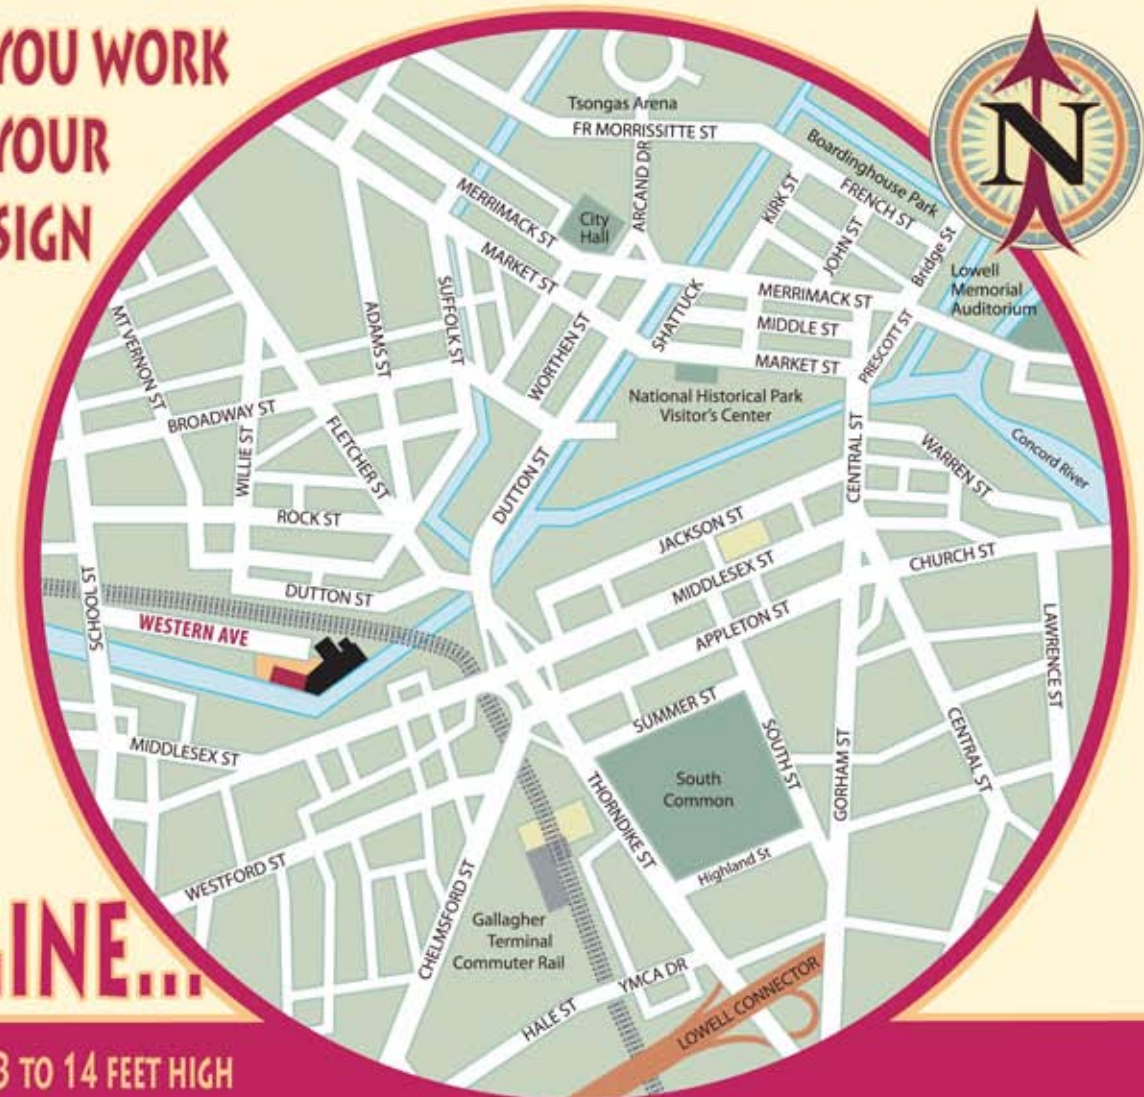 YOU WORK
YOUR
SIGN
N
Tsongas Arena
FR MORRISSITTE ST
ARCAND DR
Boardinghouse Park
FRENCH ST
KIRK ST
JOHN ST
Bridge St
MERRIMACK ST
City
Hall
MARKET ST
Lowell
Memorial
Auditorium
SUFFOLK ST
ADAMS ST
MT VERNON ST
WORTHEN ST
SHATTUCK
MERRIMACK ST
MIDDLE ST
MARKET ST
PRESCOTT ST
National Historical Park
Visitor's Center
BROADWAY ST
WILLIE ST
FLETCHER ST
DUTTON ST
CENTRAL ST
WARREN ST
Concord River
ROCK ST
JACKSON ST
MIDDLESEX ST
CHURCH ST
DUTTON ST
APPLETON ST
SCHOOL ST
WESTERN AVE
LAWRENCE ST
SUMMER ST
SOUTH ST
CENTRAL ST
GORHAM ST
MIDDLESEX ST
South
Common
THORNDIKE ST
WESTFORD ST
Highland St
CHELMSFORD ST
Gallagher
Terminal
Commuter Rail
YMCA DR
HALE ST
LOWELL CONNECTOR
INE...
TO 14 FEET HIGH